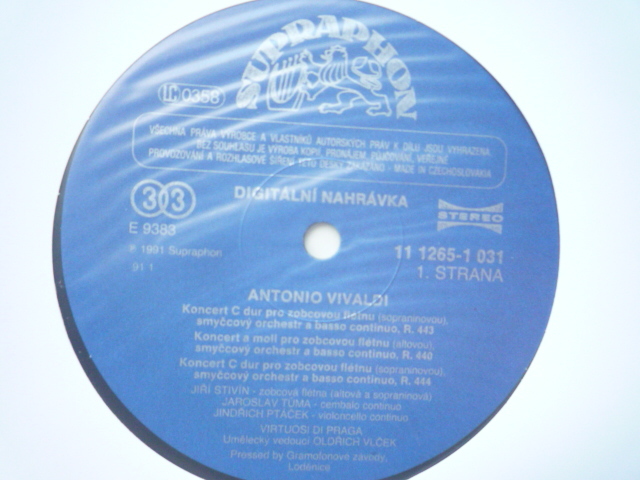 SUPRAPHON
LC 0358
VŠECHNA PRÁVA VÝROBCE A VLASTNÍKŮ AUTORSKÝCH PRÁV K DÍLU JSOU VYHRAZENA.
BEZ SOUHLASU JE VÝROBA KOPIÍ, PRONÁJEM, PŮJČOVÁNÍ, VEŘEJNÉ
PROVOZOVÁNÍ A ROZHLASOVÉ ŠÍŘENÍ TÉTO DESKY ZAKÁZÁNO - MADE IN CZECHOSLOVAKIA
DIGITÁLNÍ NAHRÁVKA
33
STEREO
E 9383
11 1265-1 031
℗ 1991 Supraphon
1. STRANA
91 1
ANTONIO VIVALDI
Koncert C dur pro zobcovou flétnu (sopraninovou),
smyčcový orchestr a basso continuo, R. 443
Koncert a moll pro zobcovou flétnu (altovou),
smyčcový orchestr a basso continuo, R. 440
Koncert C dur pro zobcovou flétnu (sopraninovou),
smyčcový orchestr a basso continuo, R. 444
JIŘÍ STIVÍN - zobcová flétna (altová a sopraninová)
JAROSLAV TŮMA - cembalo continuo
JINDŘICH PTÁČEK - violoncello continuo
VIRTUOSI DI PRAGA
Umělecký vedoucí OLDŘICH VLČEK
Pressed by Gramofonové závody,
Loděnice